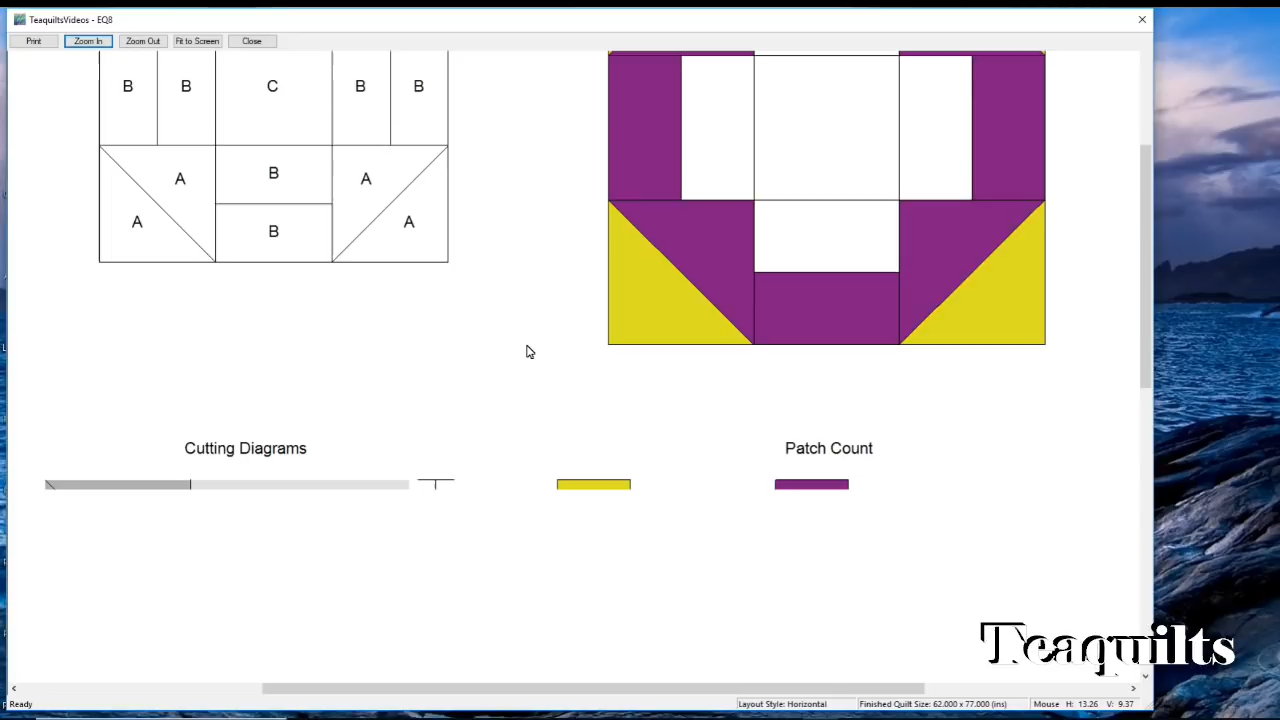 TeaquiltsVideos - EQ8
Print Zoom In Zoom Out Fit to Screen Close
B B C B B
A B A
A B A
Cutting Diagrams Patch Count
Teaquilts
Ready Layout Style: Horizontal Finished Quilt Size: 62.000 x 77.000 (ins) Mouse H: 13.26 V: 9.37